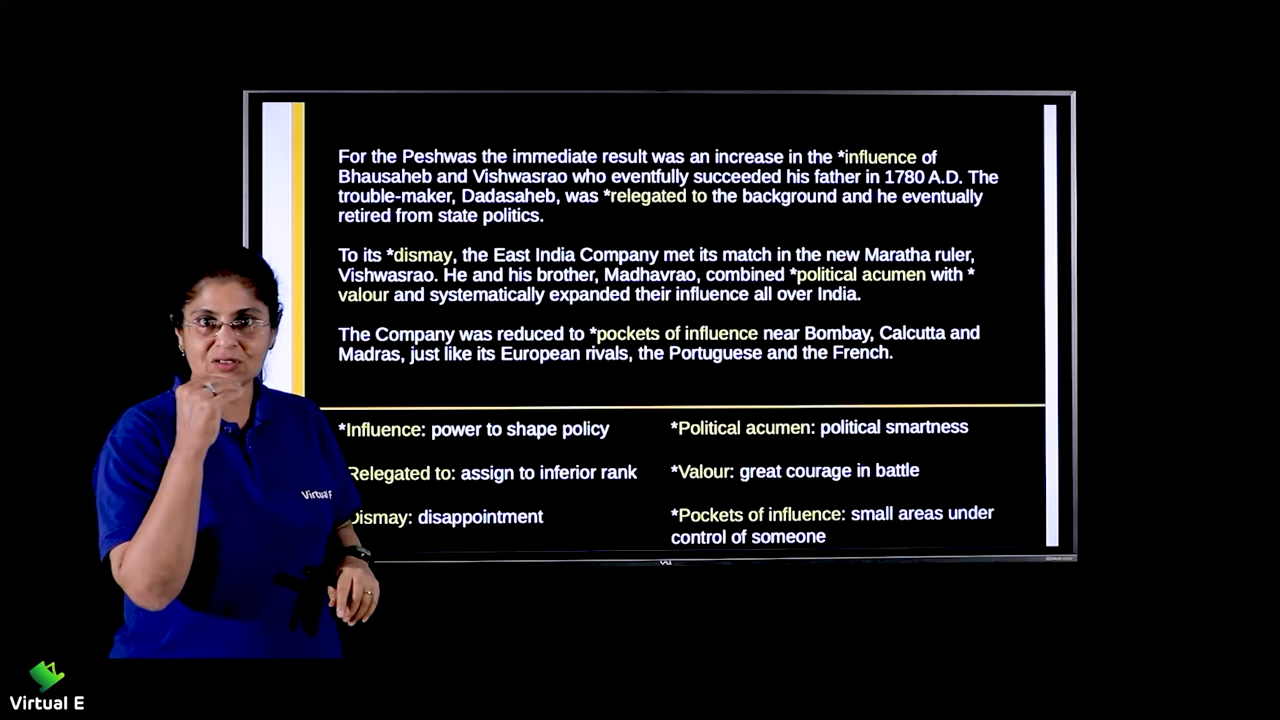 For the Peshwas the immediate result was an increase in the *influence of
Bhausaheb and Vishwasrao who eventfully succeeded his father in 1780 A.D. The
trouble-maker, Dadasaheb, was *relegated to the background and he eventually
retired from state politics.
To its *dismay, the East India Company met its match in the new Maratha ruler,
Vishwasrao. He and his brother, Madhavrao, combined *political acumen with *
valour and systematically expanded their influence all over India.
The Company was reduced to *pockets of influence near Bombay, Calcutta and
Madras, just like its European rivals, the Portuguese and the French.
*Influence: power to shape policy
Relegated to: assign to inferior rank
Dismay: disappointment
*Political acumen: political smartness
*Valour: great courage in battle
*Pockets of influence: small areas under
control of someone
Virtual E
Virtual E